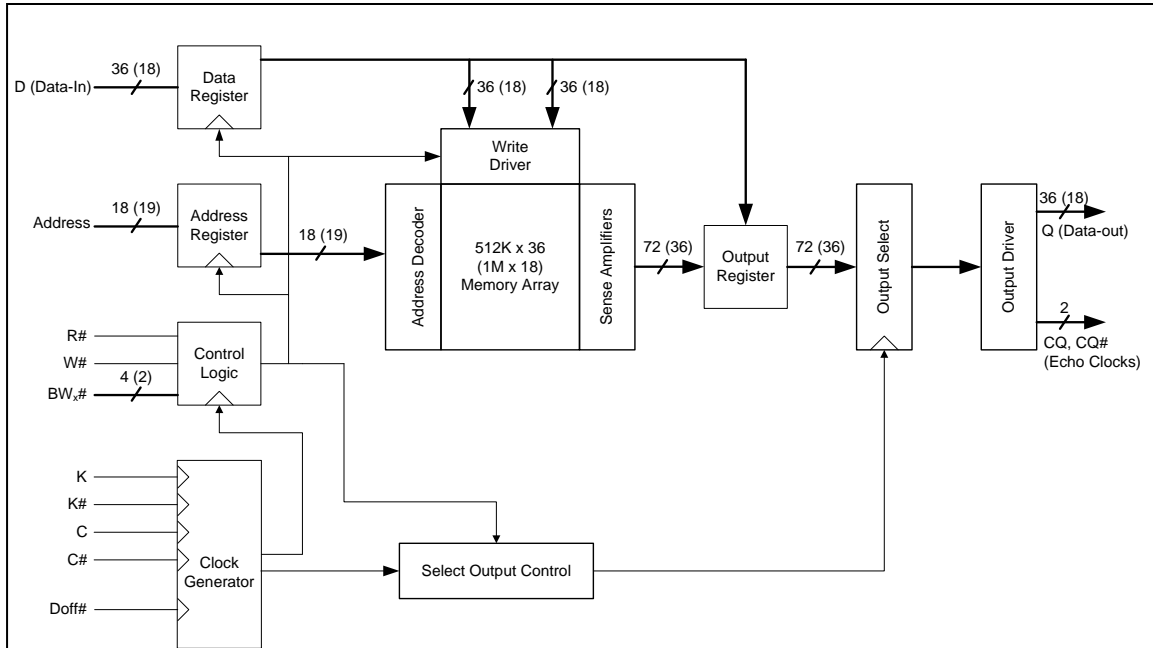 36 (18)
D (Data-In)
Data
Register
36 (18)
36 (18)
Write
Driver
18 (19)
Address
Address
Register
18 (19)
Address Decoder
512K x 36
(1M x 18)
Memory Array
Sense Amplifiers
72 (36)
Output
Register
72 (36)
Output Select
Output Driver
36 (18)
Q (Data-out)
2
CQ, CQ#
(Echo Clocks)
R#
W#
4 (2)
BWx#
Control
Logic
K
K#
C
C#
Doff#
Clock
Generator
Select Output Control